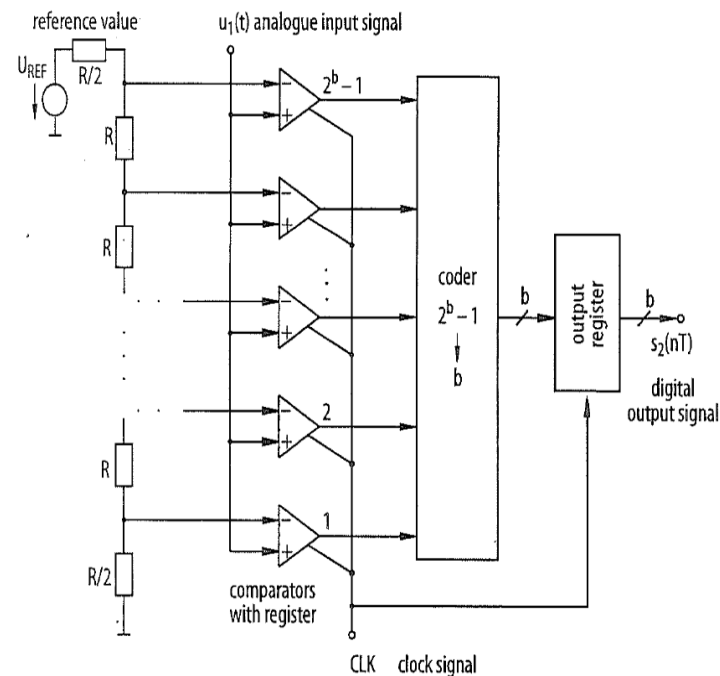 reference value
u₁(t) analogue input signal
U_REF
R/2
2ᵇ – 1
−
+
R
−
+
R
coder
2ᵇ – 1
b
−
+
b
output
register
b
s₂(nT)
digital
output signal
−
2
+
R
−
1
+
R/2
comparators
with register
CLK clock signal